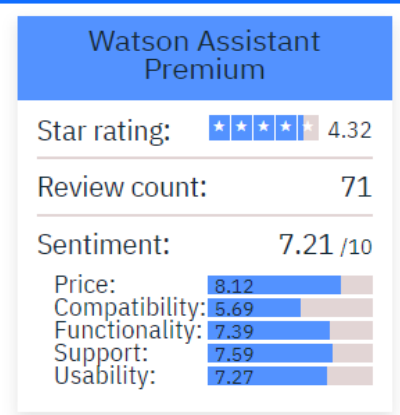 Watson Assistant
Premium
Star rating: 4.32
Review count: 71
Sentiment: 7.21 /10
Price: 8.12
Compatibility: 5.69
Functionality: 7.39
Support: 7.59
Usability: 7.27